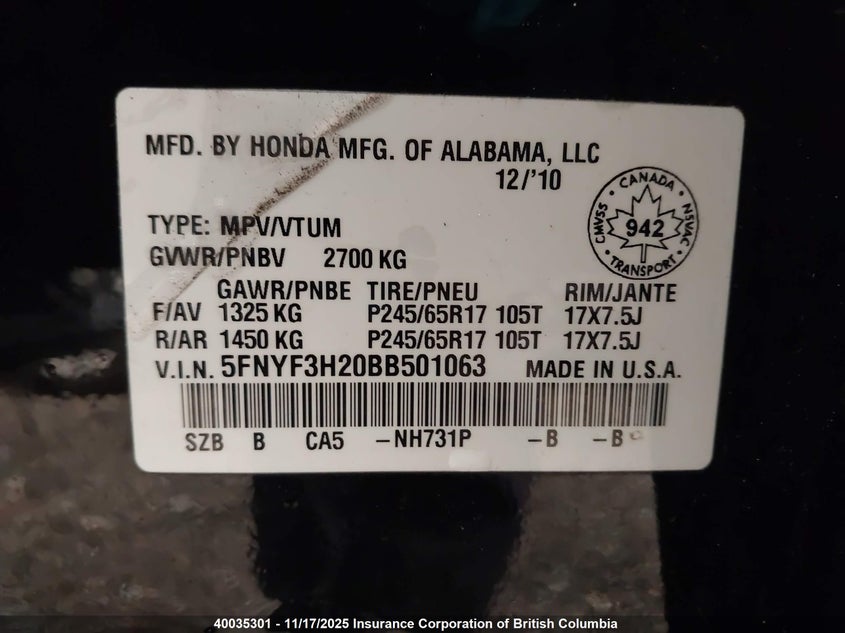 MFD. BY HONDA MFG. OF ALABAMA, LLC
12/'10
TYPE: MPV/VTUM
GVWR/PNBV 2700 KG
CANADA
CMVSS 942 NSVAC
TRANSPORT
GAWR/PNBE TIRE/PNEU RIM/JANTE
F/AV 1325 KG P245/65R17 105T 17X7.5J
R/AR 1450 KG P245/65R17 105T 17X7.5J
V.I.N. 5FNYF3H20BB501063 MADE IN U.S.A.
SZB B CA5 -NH731P -B -B
40035301 - 11/17/2025 Insurance Corporation of British Columbia